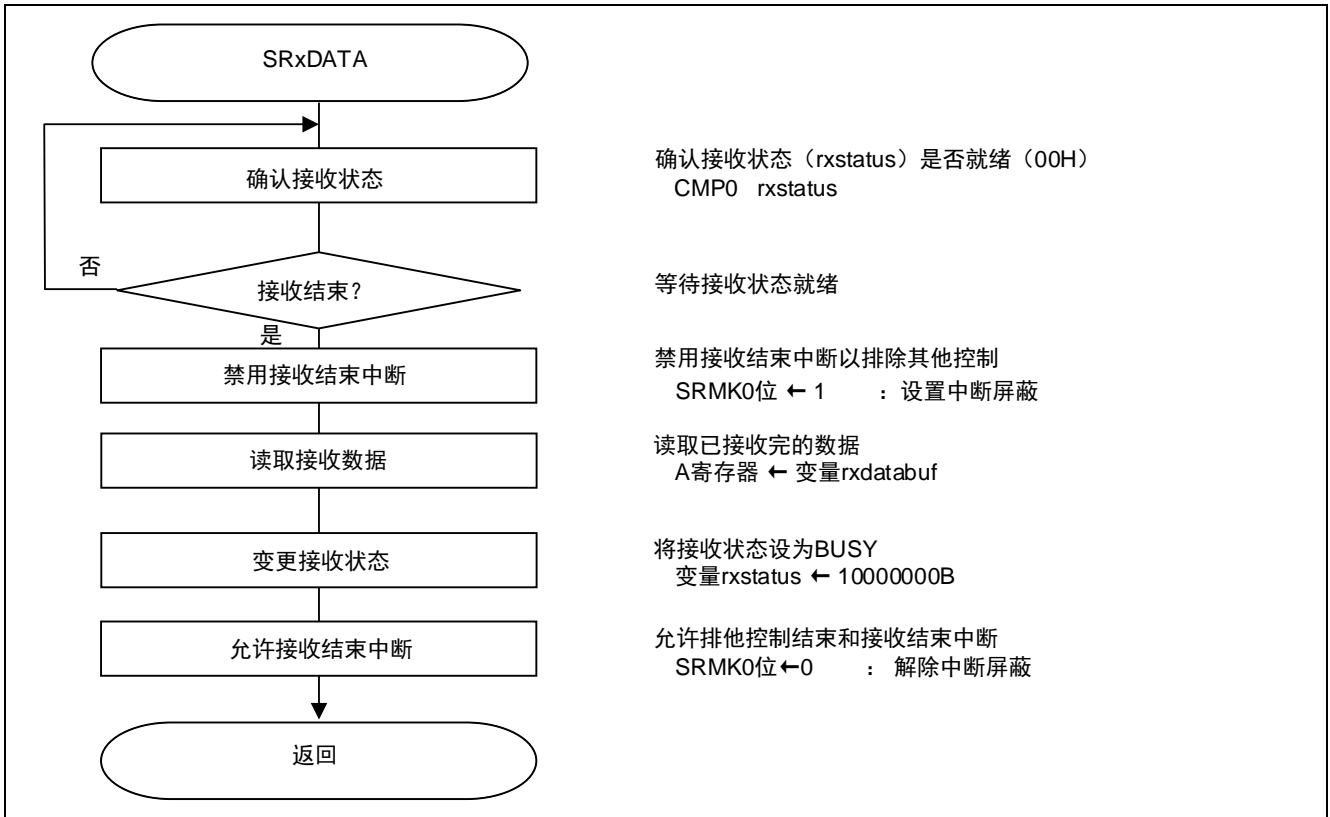 SRxDATA
确认接收状态
确认接收状态（rxstatus）是否就绪（00H）
CMP0 rxstatus
否
接收结束？
等待接收状态就绪
是
禁用接收结束中断
禁用接收结束中断以排除其他控制
SRMK0位 ← 1 ：设置中断屏蔽
读取接收数据
读取已接收完的数据
A寄存器 ← 变量rxdatabuf
变更接收状态
将接收状态设为BUSY
变量rxstatus ← 10000000B
允许接收结束中断
允许排他控制结束和接收结束中断
SRMK0位←0 ： 解除中断屏蔽
返回